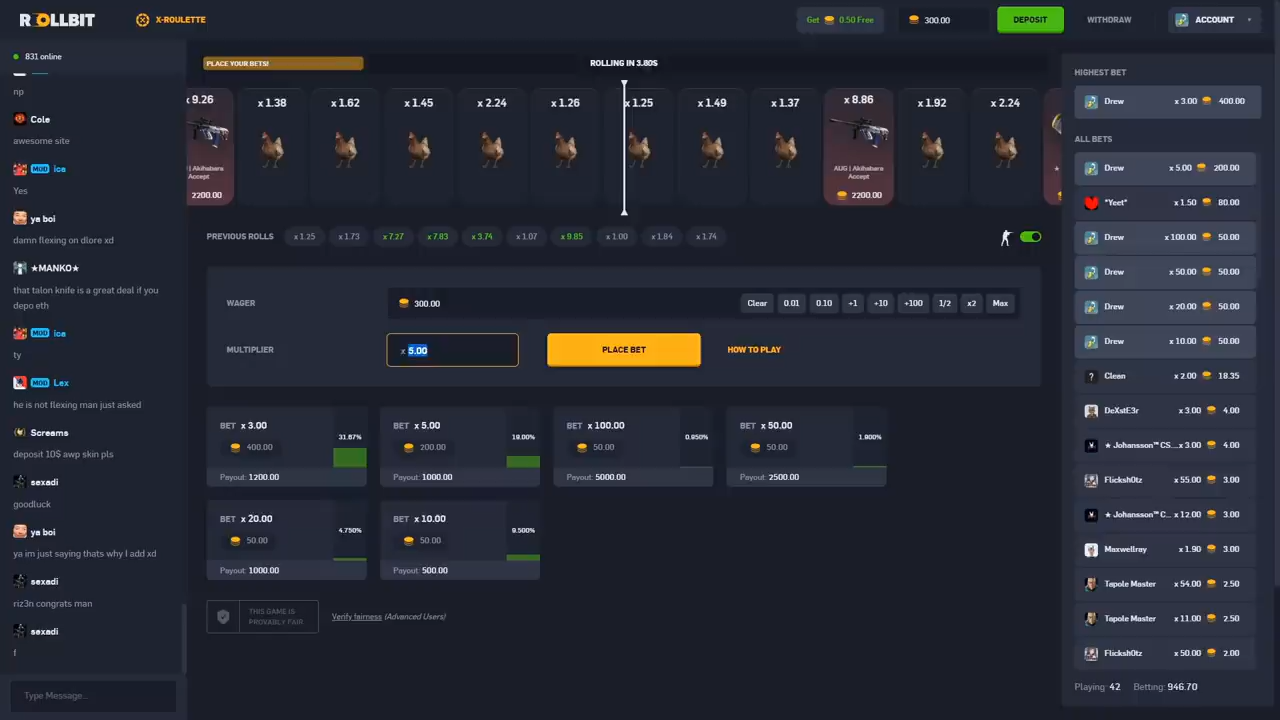 ROLLBIT
X-ROULETTE
Get 0.50 Free
300.00
DEPOSIT
WITHDRAW
ACCOUNT
831 online
np
Cole
awesome site
MOD ice
Yes
ya boi
damn flexing on dlore xd
★MANKO★
that talon knife is a great deal if you
depo eth
MOD ice
ty
MOD Lex
he is not flexing man just asked
Screams
deposit 10$ awp skin pls
sexadi
goodluck
ya boi
ya im just saying thats why I add xd
sexadi
riz3n congrats man
sexadi
f
Type Message...
PLACE YOUR BETS!
ROLLING IN 3.80S
x 9.26
| Akihabara
Accept
2200.00
x 1.38
x 1.62
x 1.45
x 2.24
x 1.26
x 1.25
x 1.49
x 1.37
x 8.86
AUG | Akihabara
Accept
2200.00
x 1.92
x 2.24
PREVIOUS ROLLS x 1.25 x 1.73 x 7.27 x 7.83 x 3.74 x 1.07 x 9.85 x 1.00 x 1.84 x 1.74
WAGER 300.00 Clear 0.01 0.10 +1 +10 +100 1/2 x2 Max
MULTIPLIER x 5.00 PLACE BET HOW TO PLAY
BET x 3.00
400.00
31.67%
Payout: 1200.00
BET x 5.00
200.00
19.00%
Payout: 1000.00
BET x 100.00
50.00
0.950%
Payout: 5000.00
BET x 50.00
50.00
1.900%
Payout: 2500.00
BET x 20.00
50.00
4.750%
Payout: 1000.00
BET x 10.00
50.00
9.500%
Payout: 500.00
THIS GAME IS
PROVABLY FAIR
Verify fairness (Advanced Users)
HIGHEST BET
Drew x 3.00 400.00
ALL BETS
Drew x 5.00 200.00
*Yeet* x 1.50 80.00
Drew x 100.00 50.00
Drew x 50.00 50.00
Drew x 20.00 50.00
Drew x 10.00 50.00
? Clean x 2.00 18.35
DeXstE3r x 3.00 4.00
★ Johansson™ CS... x 3.00 4.00
Flicksh0tz x 55.00 3.00
★ Johansson™ C... x 12.00 3.00
Maxwellray x 1.90 3.00
Tapole Master x 54.00 2.50
Tapole Master x 11.00 2.50
Flicksh0tz x 50.00 2.00
Playing: 42 Betting: 946.70